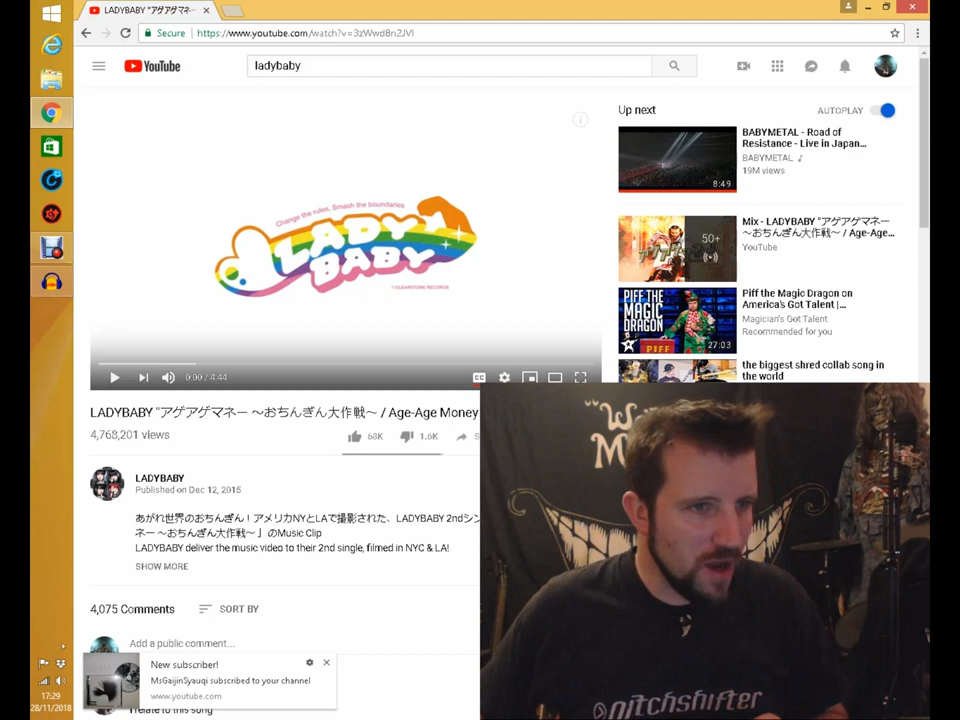 LADYBABY "アゲアゲマネ
Secure
https://www.youtube.com/watch?v=3zWwd8n2JVI
YouTube
ladybaby
Change the rules, Smash the boundaries
LADY
BABY
©CLEARSTONE RECORDS
0:00 / 4:44
LADYBABY "アゲアゲマネー ～おちんぎん大作戦～ / Age-Age Money
4,768,201 views
68K
1.6K
S
LADYBABY
Published on Dec 12, 2015
あがれ世界のおちんぎん！アメリカNYとLAで撮影された、LADYBABY 2ndシン
ネー ～おちんぎん大作戦～ 」のMusic Clip
LADYBABY deliver the music video to their 2nd single, filmed in NYC & LA!
SHOW MORE
4,075 Comments
SORT BY
Add a public comment...
New subscriber!
MsGaijinSyauqi subscribed to your channel
www.youtube.com
I relate to this song
Up next
AUTOPLAY
BABYMETAL - Road of
Resistance - Live in Japan...
BABYMETAL
19M views
8:49
Mix - LADYBABY "アゲアゲマネー
～おちんぎん大作戦～ / Age-Age...
YouTube
50+
Piff the Magic Dragon on
America's Got Talent |...
Magician's Got Talent
Recommended for you
PIFF THE
MAGIC
DRAGON
PIFF
27:03
the biggest shred collab song in
the world
pitchshifter
17:29
28/11/2018